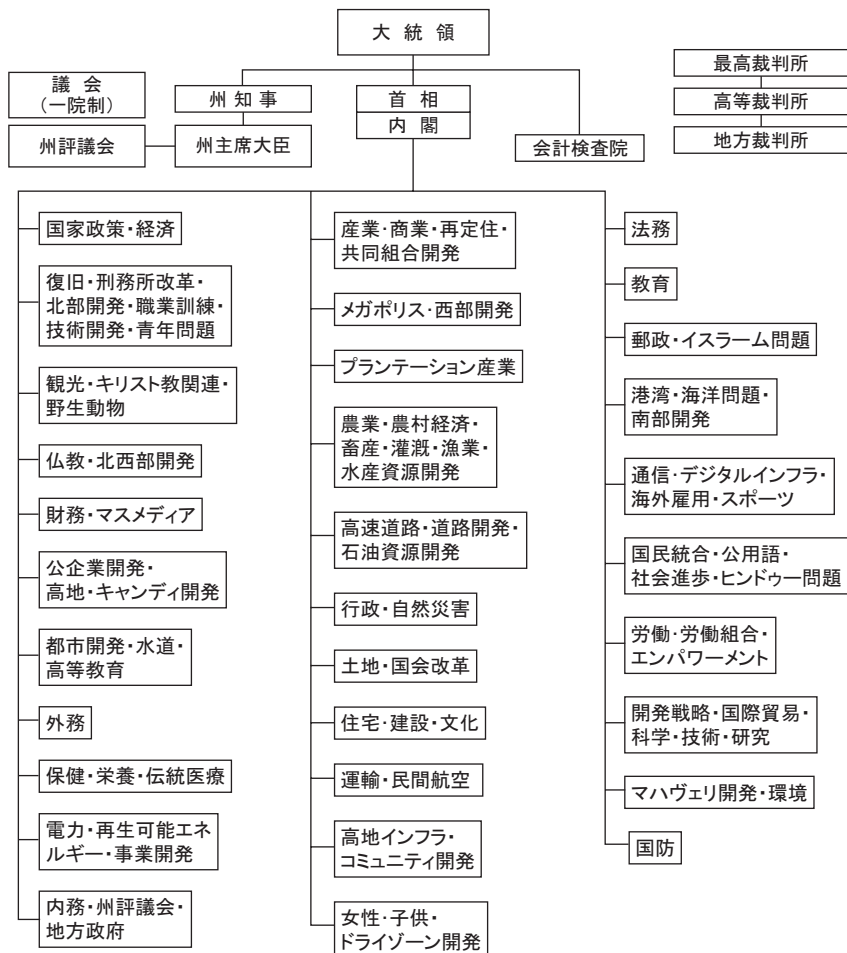 大統領
議会
(一院制)
州知事
首相
内閣
会計検査院
州評議会
州主席大臣
最高裁判所
高等裁判所
地方裁判所
国家政策・経済
復旧・刑務所改革・
北部開発・職業訓練・
技術開発・青年問題
観光・キリスト教関連・
野生動物
仏教・北西部開発
財務・マスメディア
公企業開発・
高地・キャンディ開発
都市開発・水道・
高等教育
外務
保健・栄養・伝統医療
電力・再生可能エネ
ルギー・事業開発
内務・州評議会・
地方政府
産業・商業・再定住・
共同組合開発
メガポリス・西部開発
プランテーション産業
農業・農村経済・
畜産・灌漑・漁業・
水産資源開発
高速道路・道路開発・
石油資源開発
行政・自然災害
土地・国会改革
住宅・建設・文化
運輸・民間航空
高地インフラ・
コミュニティ開発
女性・子供・
ドライゾーン開発
法務
教育
郵政・イスラーム問題
港湾・海洋問題・
南部開発
通信・デジタルインフラ・
海外雇用・スポーツ
国民統合・公用語・
社会進歩・ヒンドゥー問題
労働・労働組合・
エンパワーメント
開発戦略・国際貿易・
科学・技術・研究
マハヴェリ開発・環境
国防